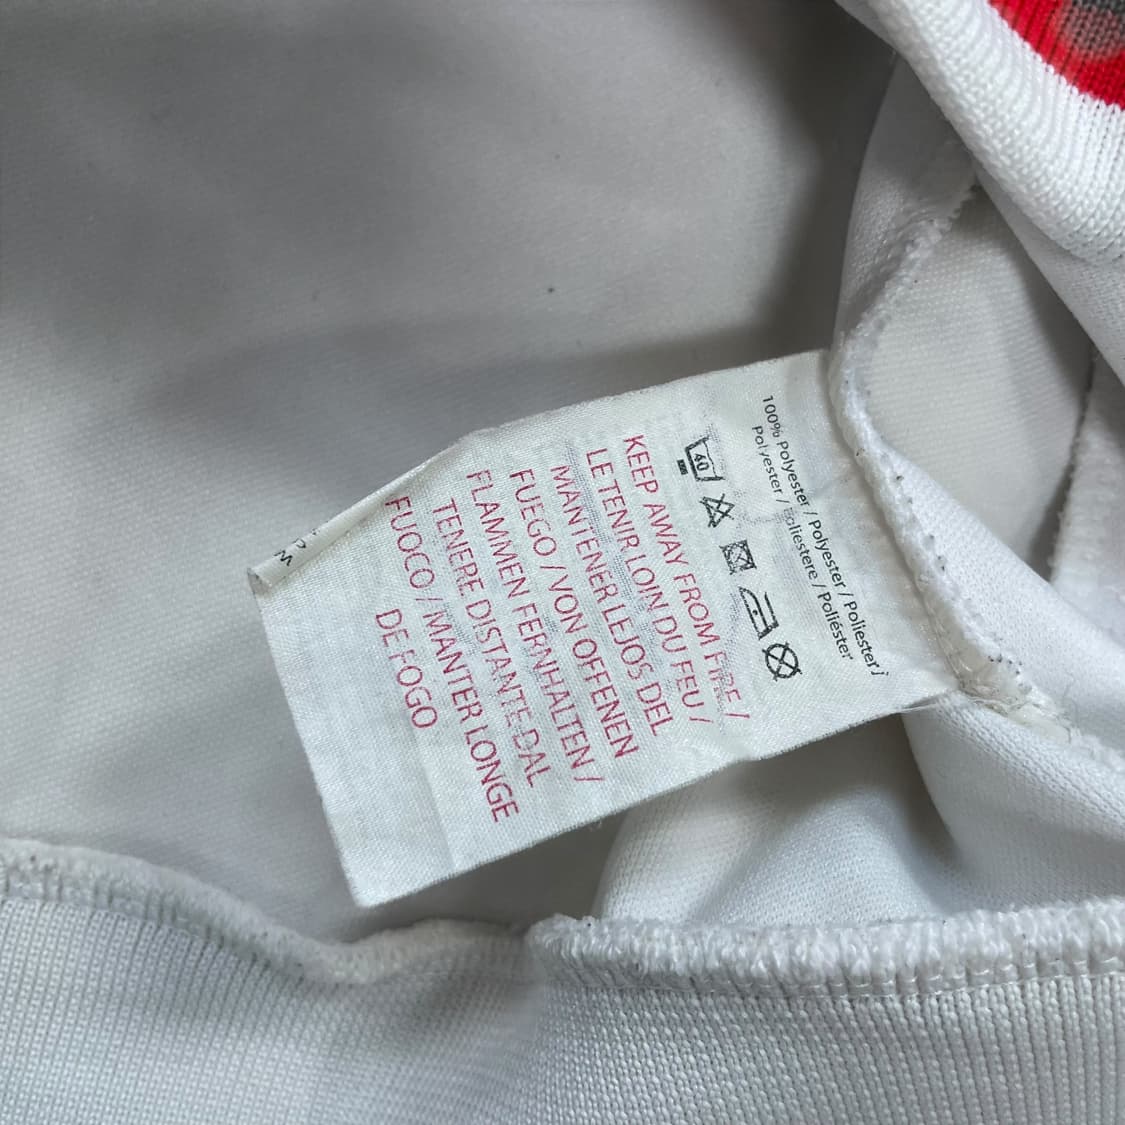 100% Polyester / Polyester / Poliester /
Polyester / Poliestere / Poliéster
40
KEEP AWAY FROM FIRE /
LE TENIR LOIN DU FEU /
MANTENER LEJOS DEL
FUEGO / VON OFFENEN
FLAMMEN FERNHALTEN /
TENERE DISTANTE DAL
FUOCO / MANTER LONGE
DE FOGO